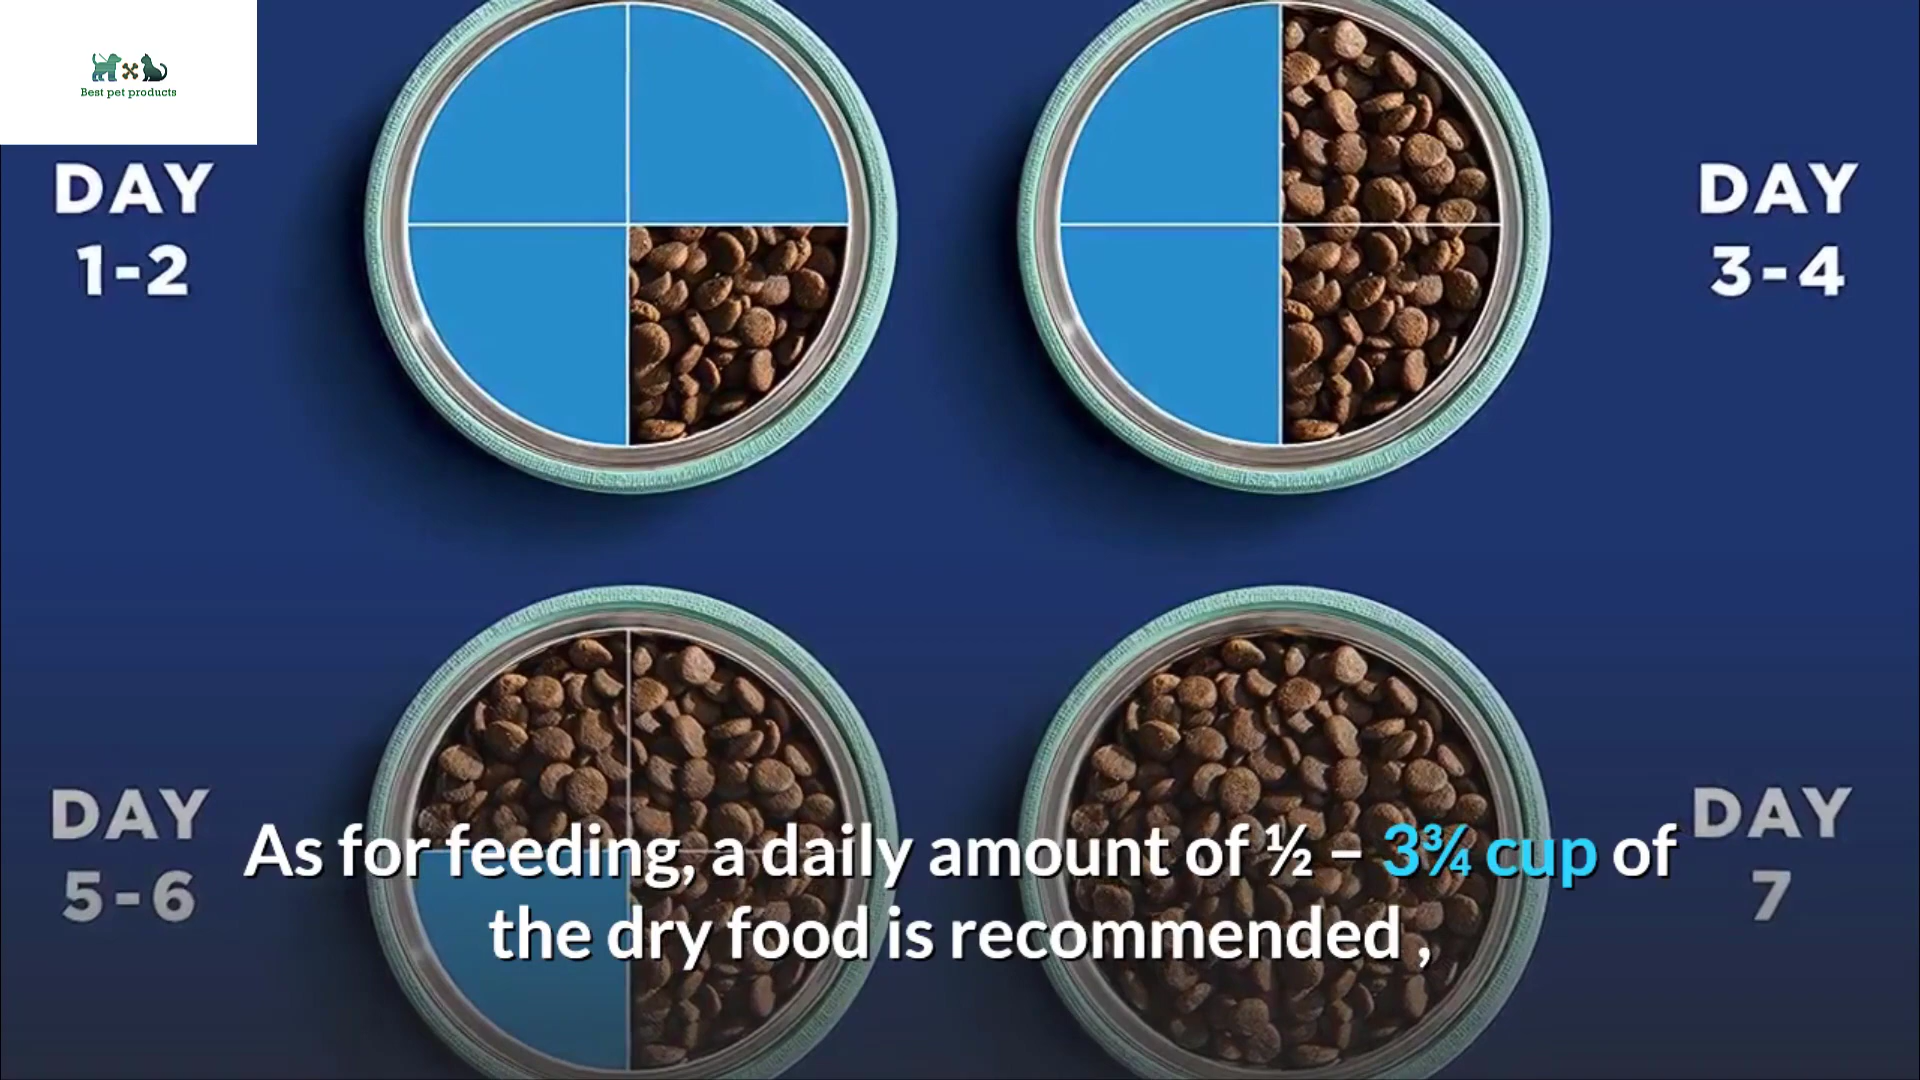 Best pet products
DAY
1-2
DAY
3-4
DAY
5-6
DAY
7
As for feeding, a daily amount of ½ – 3¾ cup of
the dry food is recommended ,